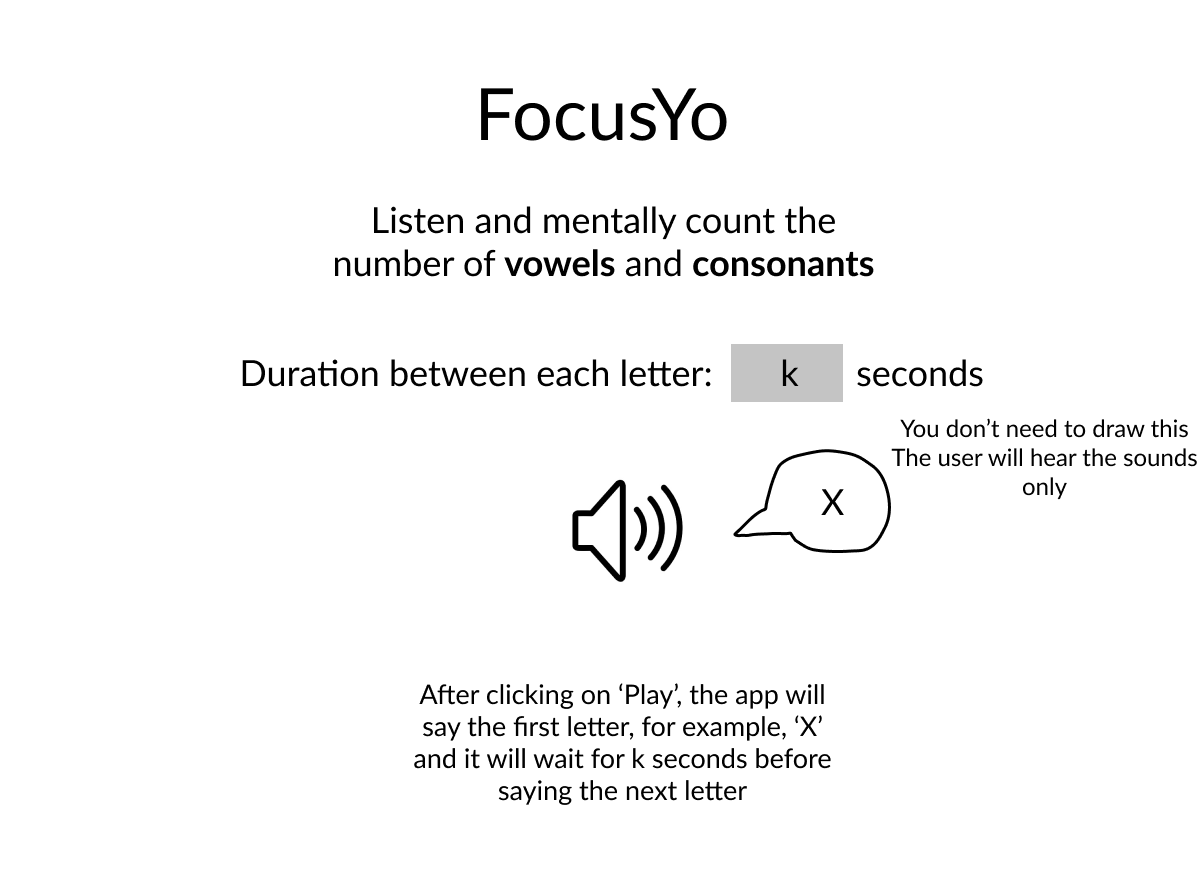 FocusYo
Listen and mentally count the
number of vowels and consonants
Duration between each letter: k seconds
You don’t need to draw this
The user will hear the sounds
only
X
After clicking on ‘Play’, the app will
say the first letter, for example, ‘X’
and it will wait for k seconds before
saying the next letter